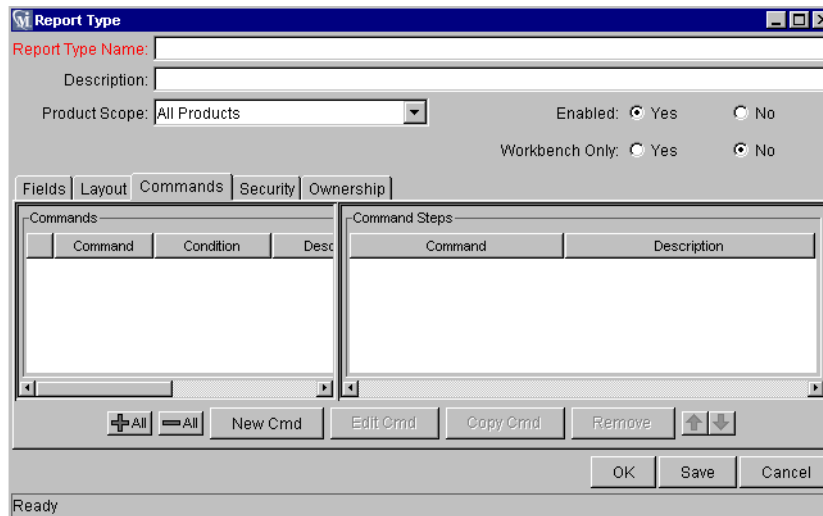 Report Type
Report Type Name:
Description:
Product Scope: All Products Enabled: Yes No
Workbench Only: Yes No
Fields Layout Commands Security Ownership
Commands Command Steps
Command Condition Desc Command Description
All All New Cmd Edit Cmd Copy Cmd Remove
OK Save Cancel
Ready